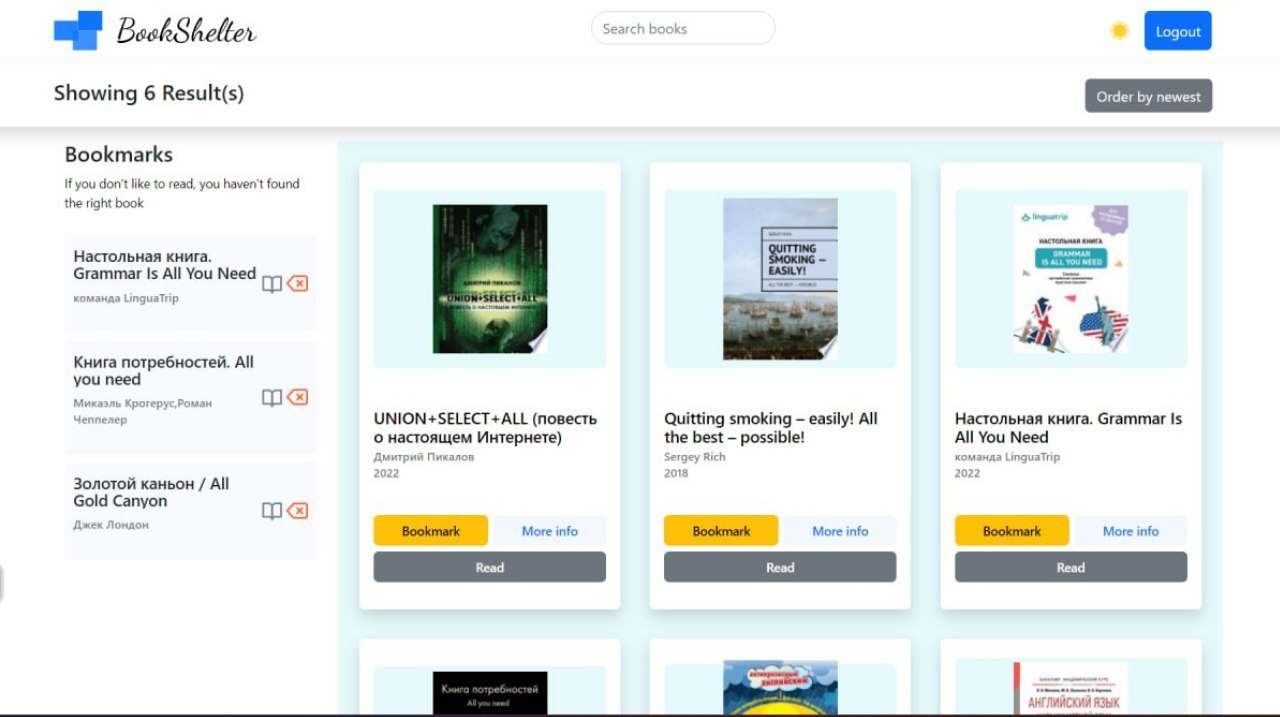 BookShelter
Search books
Logout
Showing 6 Result(s)
Order by newest
Bookmarks
If you don't like to read, you haven't found
the right book
Настольная книга.
Grammar Is All You Need
команда LinguaTrip
Книга потребностей. All
you need
Микаэль Крогерус,Роман
Чеппелер
Золотой каньон / All
Gold Canyon
Джек Лондон
ДМИТРИЙ ПИКАЛОВ
UNION+SELECT+ALL
ПОВЕСТЬ О НАСТОЯЩЕМ ИНТЕРНЕТЕ
UNION+SELECT+ALL (повесть
о настоящем Интернете)
Дмитрий Пикалов
2022
Bookmark
More info
Read
SERGEY RICH
QUITTING
SMOKING –
EASILY!
ALL THE BEST – POSSIBLE!
Quitting smoking – easily! All
the best – possible!
Sergey Rich
2018
Bookmark
More info
Read
linguatrip
НАСТОЛЬНАЯ КНИГА
GRAMMAR
IS ALL YOU NEED
Настольная книга. Grammar Is
All You Need
команда LinguaTrip
2022
Bookmark
More info
Read
Книга потребностей
All you need
английский
АНГЛИЙСКИЙ ЯЗЫК